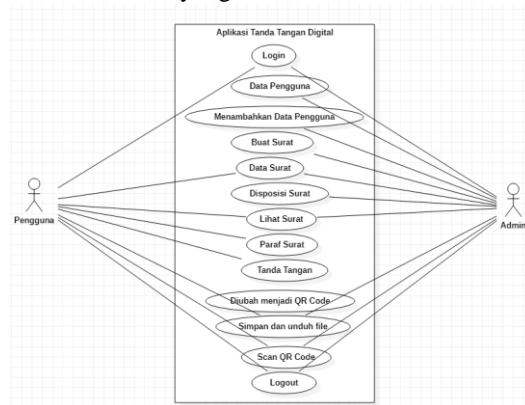 Aplikasi Tanda Tangan Digital
Login
Data Pengguna
Menambahkan Data Pengguna
Buat Surat
Data Surat
Disposisi Surat
Lihat Surat
Paraf Surat
Tanda Tangan
Diubah menjadi QR Code
Simpan dan unduh file
Scan QR Code
Logout
Pengguna
Admin